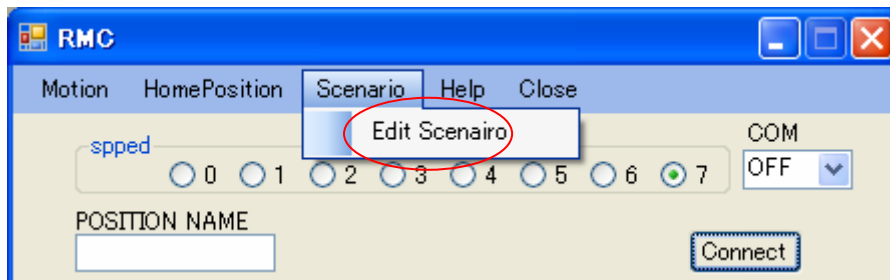 RMC
Motion HomePosition Scenario Help Close
Edit Scenairo
spped
0 1 2 3 4 5 6 7
COM
OFF
POSITION NAME
Connect